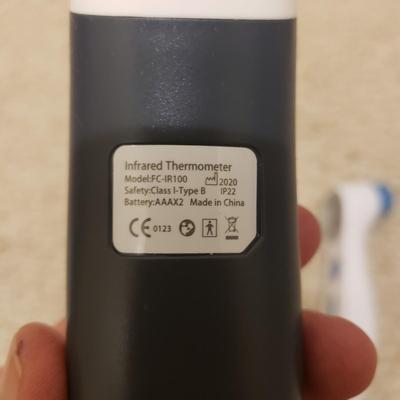 Infrared Thermometer
Model:FC-IR100
2020
Safety:Class I-Type B
IP22
Battery:AAAX2 Made in China
CE 0123